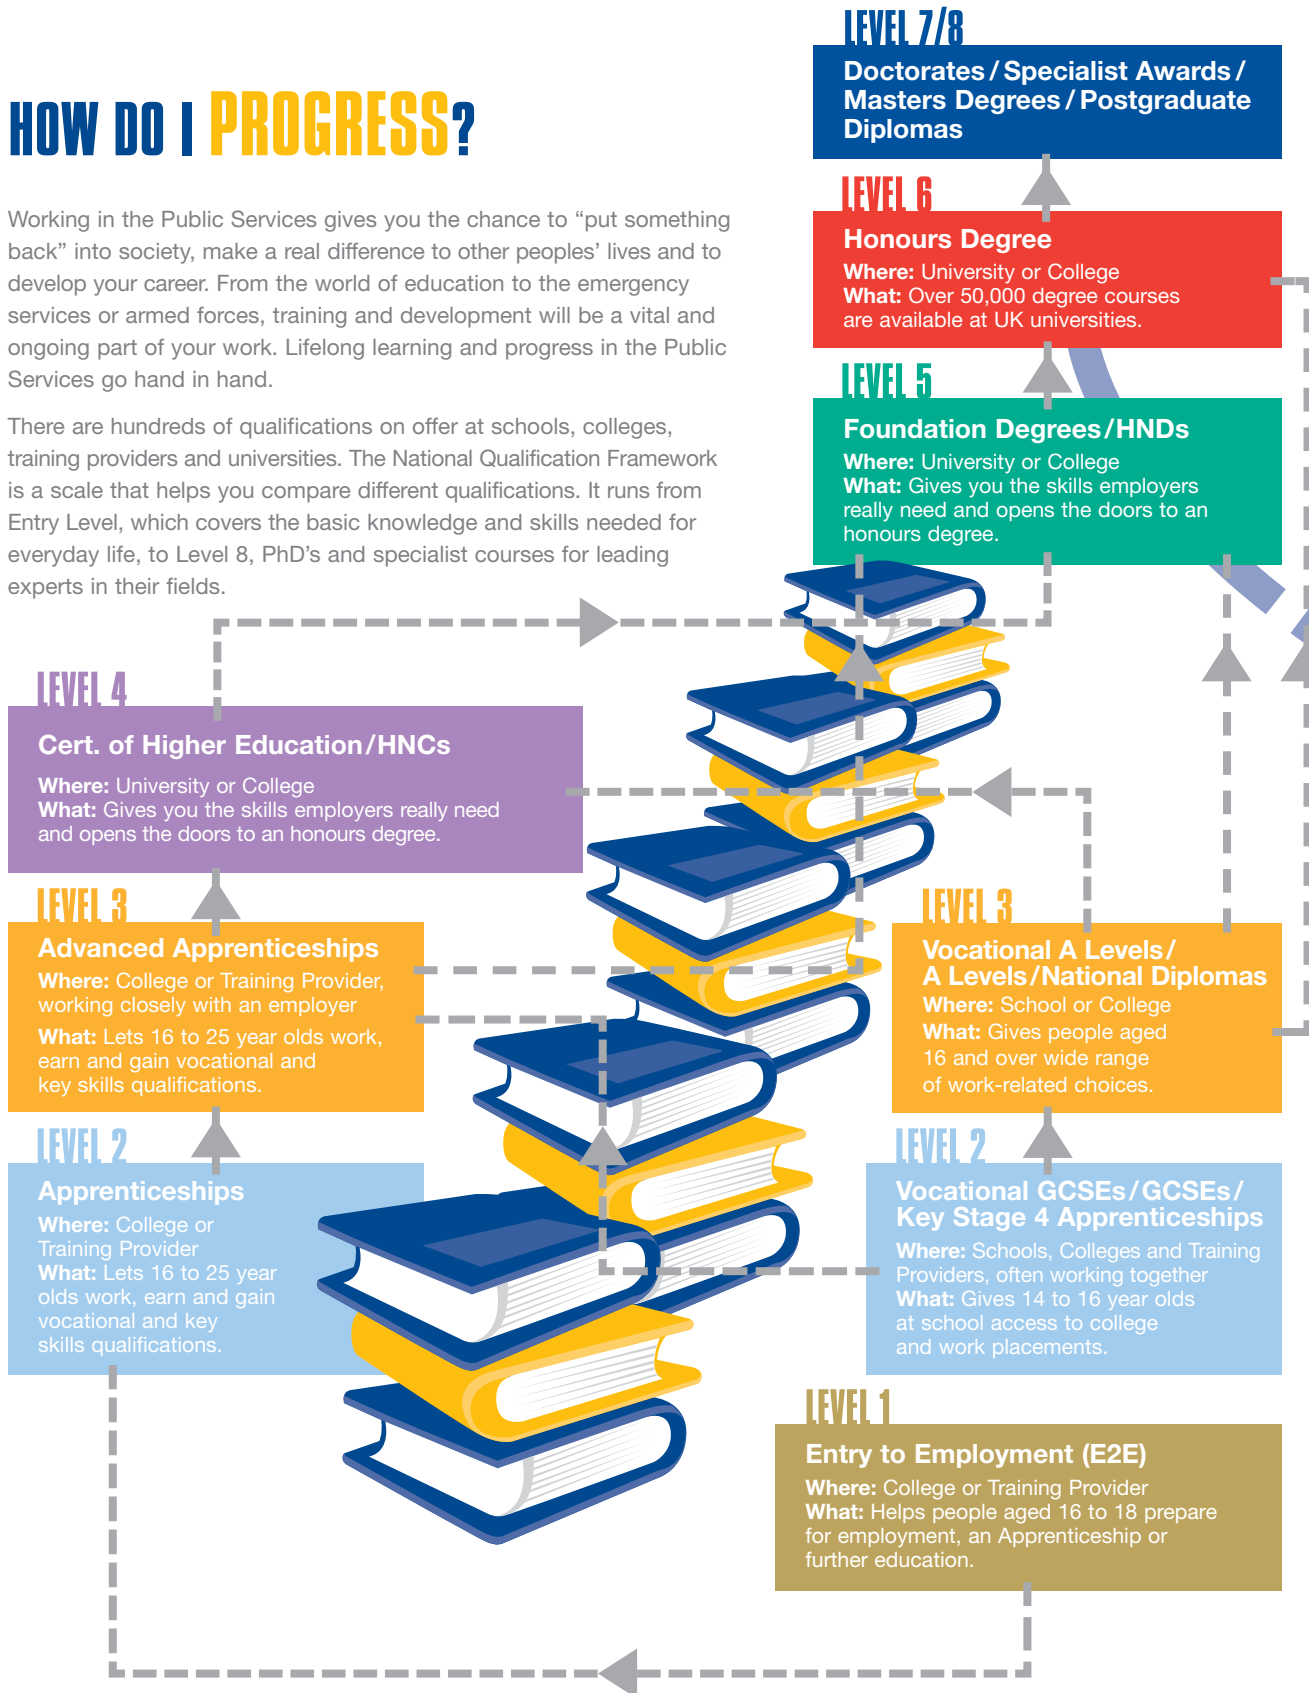 HOW DO I PROGRESS?
Working in the Public Services gives you the chance to “put something
back” into society, make a real difference to other peoples’ lives and to
develop your career. From the world of education to the emergency
services or armed forces, training and development will be a vital and
ongoing part of your work. Lifelong learning and progress in the Public
Services go hand in hand.
There are hundreds of qualifications on offer at schools, colleges,
training providers and universities. The National Qualification Framework
is a scale that helps you compare different qualifications. It runs from
Entry Level, which covers the basic knowledge and skills needed for
everyday life, to Level 8, PhD’s and specialist courses for leading
experts in their fields.
LEVEL 7/8
Doctorates / Specialist Awards /
Masters Degrees / Postgraduate
Diplomas
LEVEL 6
Honours Degree
Where: University or College
What: Over 50,000 degree courses
are available at UK universities.
LEVEL 5
Foundation Degrees / HNDs
Where: University or College
What: Gives you the skills employers
really need and opens the doors to an
honours degree.
LEVEL 4
Cert. of Higher Education / HNCs
Where: University or College
What: Gives you the skills employers really need
and opens the doors to an honours degree.
LEVEL 3
Advanced Apprenticeships
Where: College or Training Provider,
working closely with an employer
What: Lets 16 to 25 year olds work,
earn and gain vocational and
key skills qualifications.
LEVEL 3
Vocational A Levels /
A Levels / National Diplomas
Where: School or College
What: Gives people aged
16 and over wide range
of work-related choices.
LEVEL 2
Apprenticeships
Where: College or
Training Provider
What: Lets 16 to 25 year
olds work, earn and gain
vocational and key
skills qualifications.
LEVEL 2
Vocational GCSEs / GCSEs /
Key Stage 4 Apprenticeships
Where: Schools, Colleges and Training
Providers, often working together
What: Gives 14 to 16 year olds
at school access to college
and work placements.
LEVEL 1
Entry to Employment (E2E)
Where: College or Training Provider
What: Helps people aged 16 to 18 prepare
for employment, an Apprenticeship or
further education.